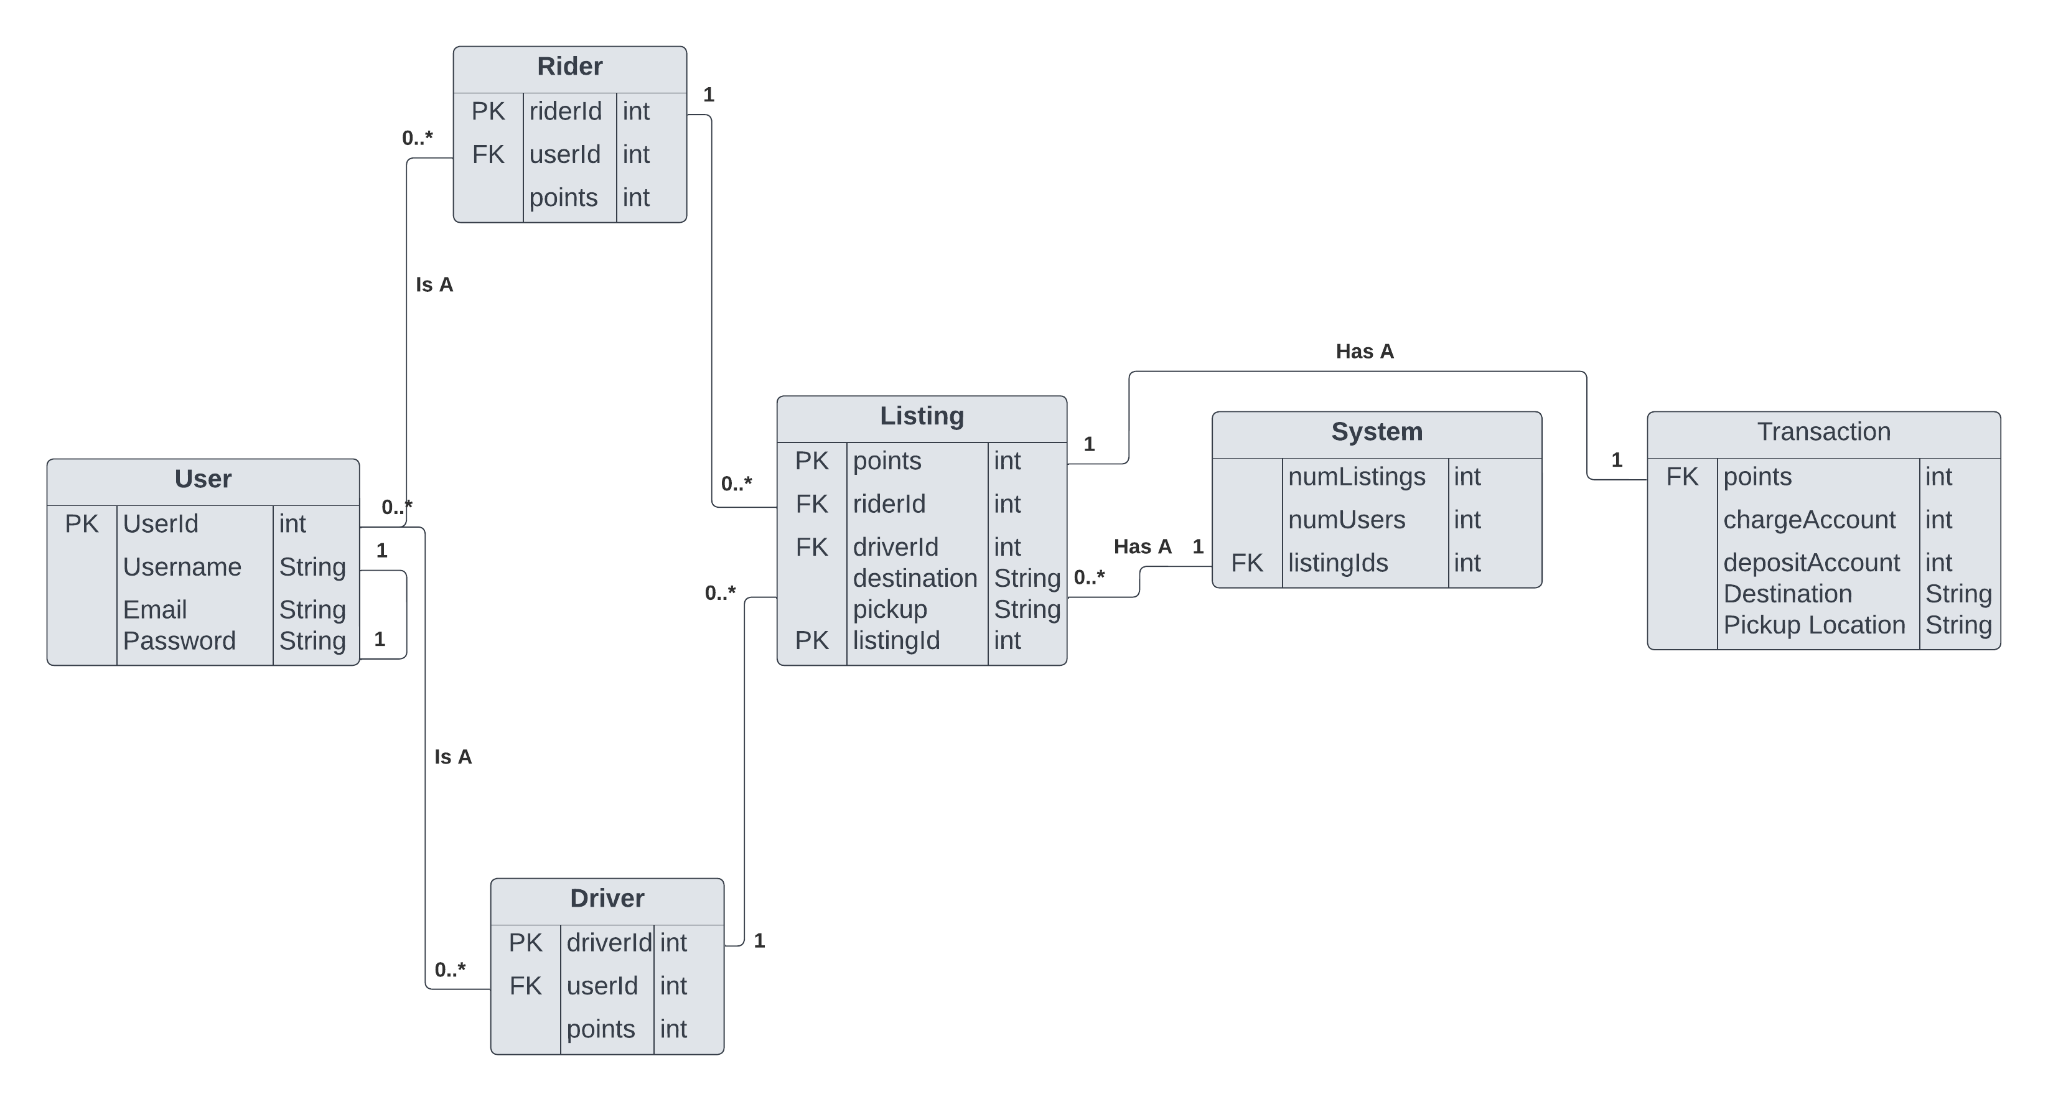 Rider
PK riderId int
FK userId int
points int
1
0..*
Is A
User
PK UserId int
Username String
Email String
Password String
0..*
1
1
Is A
0..*
Driver
PK driverId int
FK userId int
points int
1
0..*
0..*
Listing
PK points int
FK riderId int
FK driverId int
destination String
pickup String
PK listingId int
1
Has A
1
0..*
Has A 1
System
numListings int
numUsers int
FK listingIds int
Transaction
FK points int
chargeAccount int
depositAccount int
Destination String
Pickup Location String